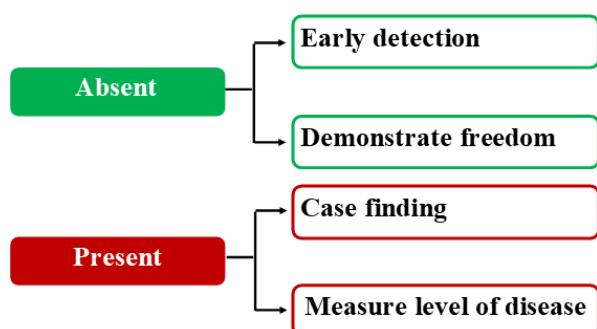 Early detection
Absent
Demonstrate freedom
Case finding
Present
Measure level of disease